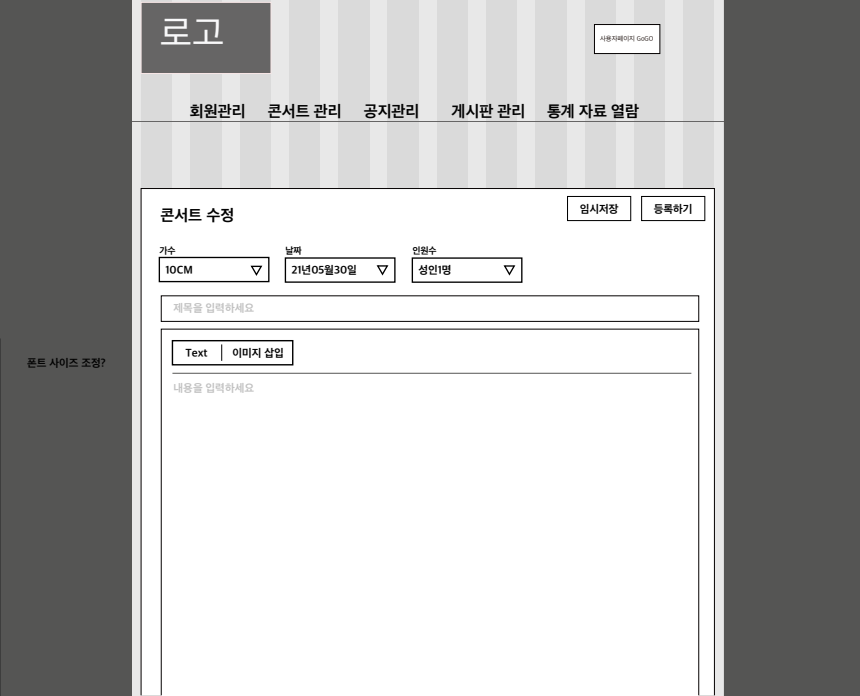 로고
사용자페이지 GoGO
회원관리 콘서트 관리 공지관리 게시판 관리 통계 자료 열람
콘서트 수정
임시저장 등록하기
가수 날짜 인원수
10CM 21년05월30일 성인1명
제목을 입력하세요
Text 이미지 삽입
폰트 사이즈 조정?
내용을 입력하세요